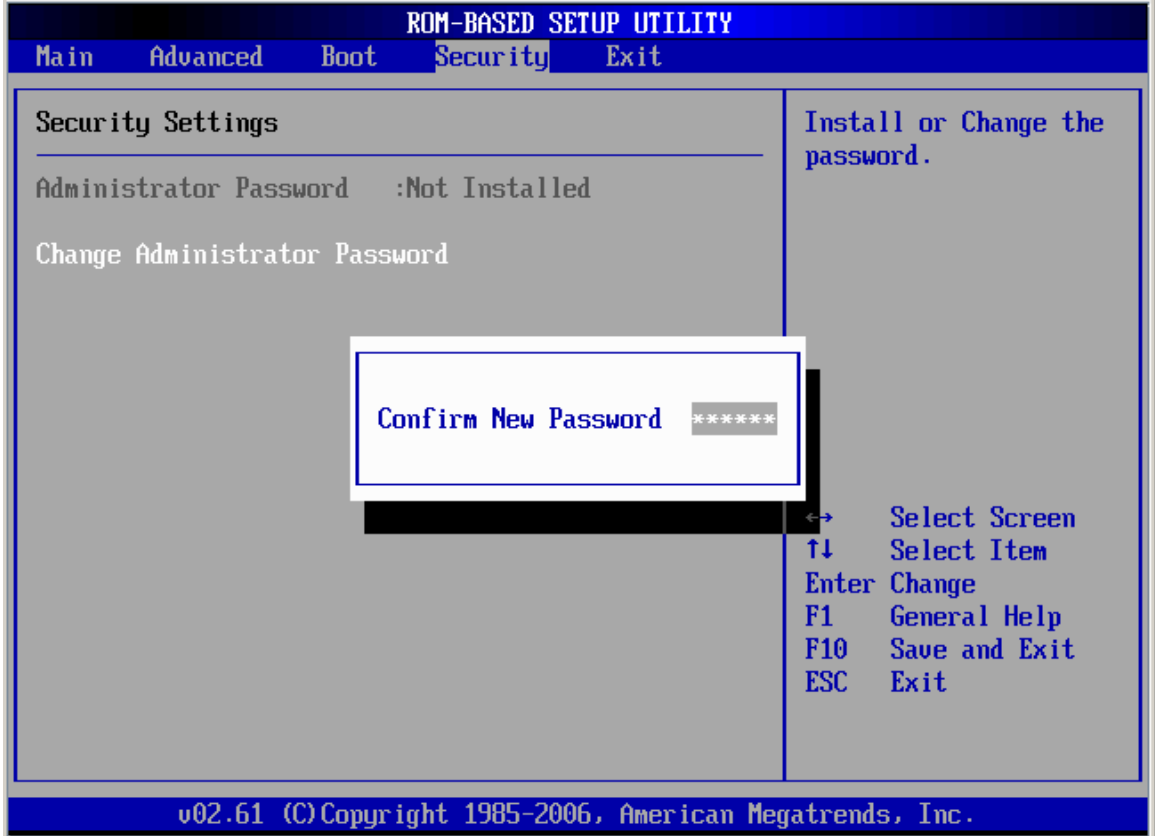 ROM-BASED SETUP UTILITY
Main Advanced Boot Security Exit
Security Settings
Administrator Password :Not Installed
Change Administrator Password
Confirm New Password ******
Install or Change the
password.
←→ Select Screen
↑↓ Select Item
Enter Change
F1 General Help
F10 Save and Exit
ESC Exit
v02.61 (C)Copyright 1985-2006, American Megatrends, Inc.